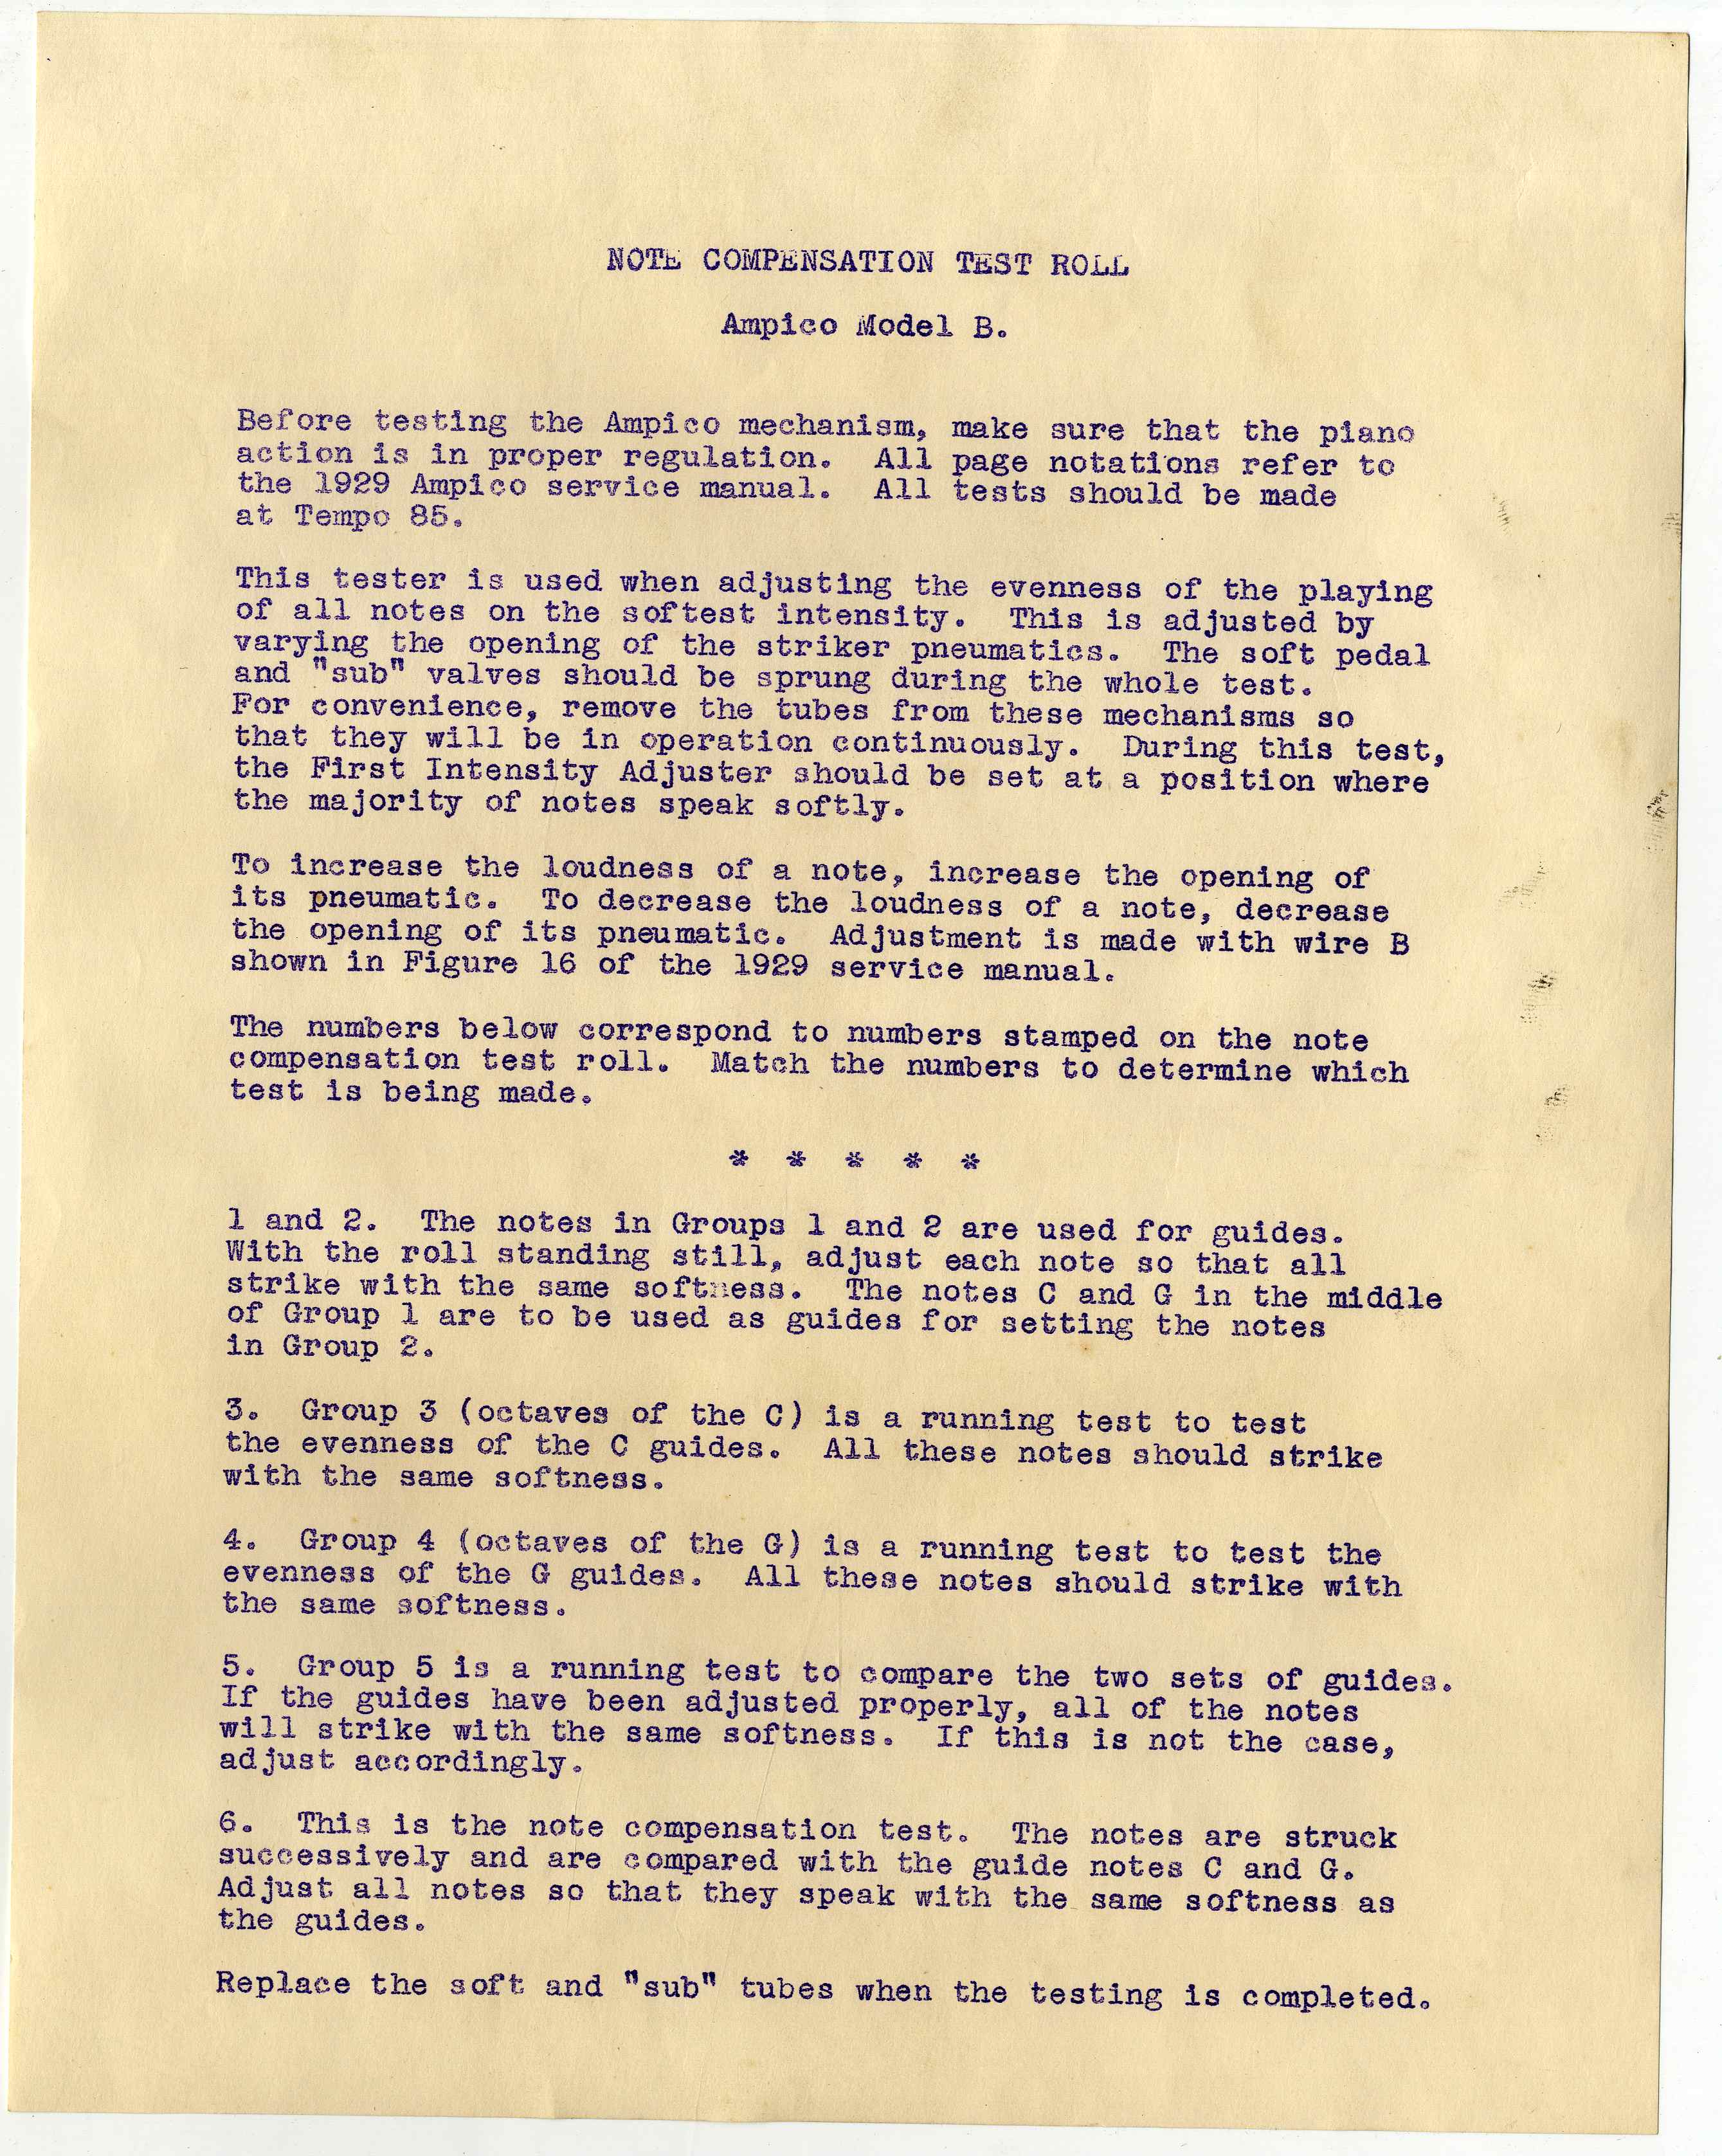 NOTE COMPENSATION TEST ROLL
Ampico Model B.
Before testing the Ampico mechanism, make sure that the piano
action is in proper regulation. All page notations refer to
the 1929 Ampico service manual. All tests should be made
at Tempo 85.
This tester is used when adjusting the evenness of the playing
of all notes on the softest intensity. This is adjusted by
varying the opening of the striker pneumatics. The soft pedal
and "sub" valves should be sprung during the whole test.
For convenience, remove the tubes from these mechanisms so
that they will be in operation continuously. During this test,
the First Intensity Adjuster should be set at a position where
the majority of notes speak softly.
To increase the loudness of a note, increase the opening of
its pneumatic. To decrease the loudness of a note, decrease
the opening of its pneumatic. Adjustment is made with wire B
shown in Figure 16 of the 1929 service manual.
The numbers below correspond to numbers stamped on the note
compensation test roll. Match the numbers to determine which
test is being made.
* * * * *
1 and 2. The notes in Groups 1 and 2 are used for guides.
With the roll standing still, adjust each note so that all
strike with the same softness. The notes C and G in the middle
of Group 1 are to be used as guides for setting the notes
in Group 2.
3. Group 3 (octaves of the C) is a running test to test
the evenness of the C guides. All these notes should strike
with the same softness.
4. Group 4 (octaves of the G) is a running test to test the
evenness of the G guides. All these notes should strike with
the same softness.
5. Group 5 is a running test to compare the two sets of guides.
If the guides have been adjusted properly, all of the notes
will strike with the same softness. If this is not the case,
adjust accordingly.
6. This is the note compensation test. The notes are struck
successively and are compared with the guide notes C and G.
Adjust all notes so that they speak with the same softness as
the guides.
Replace the soft and "sub" tubes when the testing is completed.